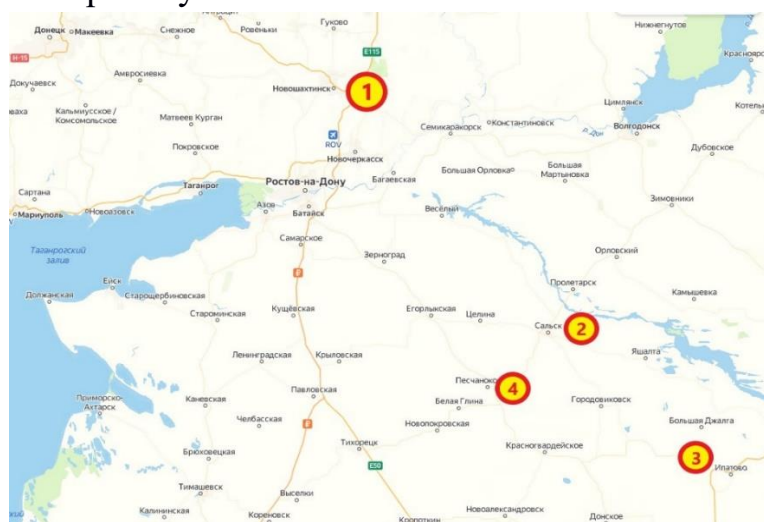 Гуково
Нижнегнутов
Ровеньки
Снежное
Донецк
Макеевка
E115
H-15
Красноярс
Амвросиевка
Докучаевск
Новошахтинск
1
Цимлянск
Котель
Кальмиусское /
Комсомольское
Матвеев Курган
Константиновск
Семикаракорск
р. Дон
Волгодонск
ROV
Покровское
Новочеркасск
Дубовское
Большая Орловка
Большая
Мартыновка
Ростов-на-Дону
Багаевская
Сартана
Таганрог
Зимовники
Азов
Батайск
Весёлый
Мариуполь
Новоазовск
Самарское
Таганрогский
залив
Зерноград
Орловский
Ейск
Пролетарск
Должанская
Старощербиновская
Камышевка
Староминская
Кущёвская
Егорлыкская
Целина
Сальск
2
Яшалта
Ленинградская
Крыловская
Песчаноко
4
Приморско-
Ахтарск
Каневская
Павловская
Белая Глина
Городовиковск
Челбасская
Новопокровская
Большая Джалга
Тихорецк
Красногвардейское
3
Брюховецкая
E50
Ипатово
Тимашевск
Выселки
Калининская
Кореновск
Новоалександровск
Донское